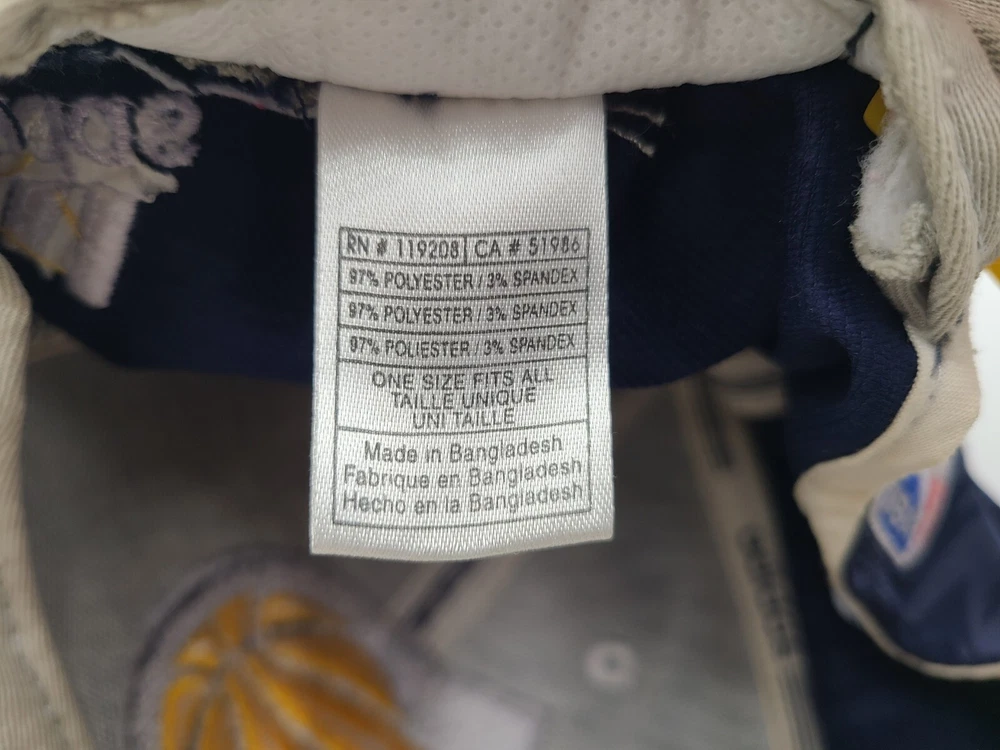 RN # 119208 CA # 51986
97% POLYESTER / 3% SPANDEX
97% POLYESTER / 3% SPANDEX
97% POLIESTER / 3% SPANDEX
ONE SIZE FITS ALL
TAILLE UNIQUE
UNI TAILLE
Made in Bangladesh
Fabrique en Bangladesh
Hecho en la Bangladesh